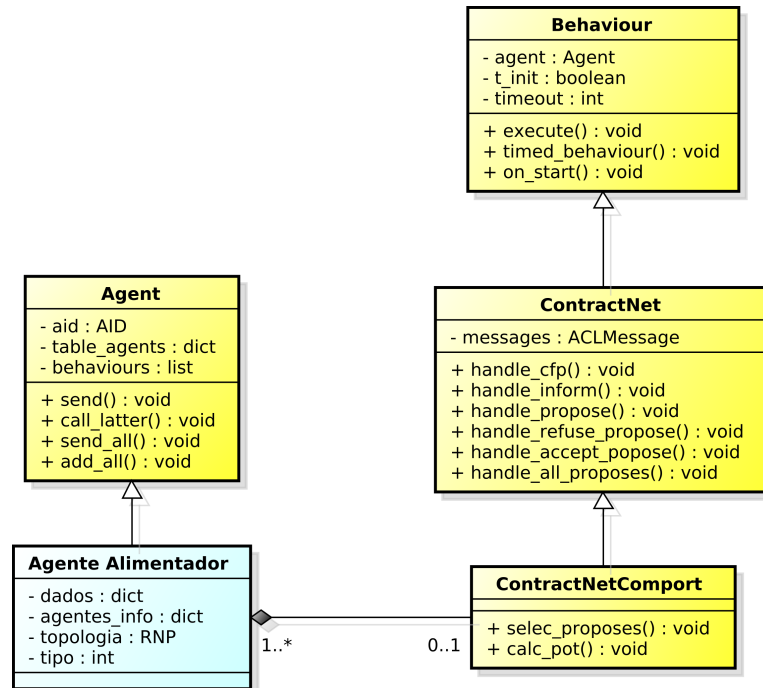 Behaviour
- agent : Agent
- t_init : boolean
- timeout : int
+ execute() : void
+ timed_behaviour() : void
+ on_start() : void
Agent
- aid : AID
- table_agents : dict
- behaviours : list
+ send() : void
+ call_latter() : void
+ send_all() : void
+ add_all() : void
ContractNet
- messages : ACLMessage
+ handle_cfp() : void
+ handle_inform() : void
+ handle_propose() : void
+ handle_refuse_propose() : void
+ handle_accept_popose() : void
+ handle_all_proposes() : void
Agente Alimentador
- dados : dict
- agentes_info : dict
- topologia : RNP
- tipo : int
1..*
0..1
ContractNetComport
+ selec_proposes() : void
+ calc_pot() : void